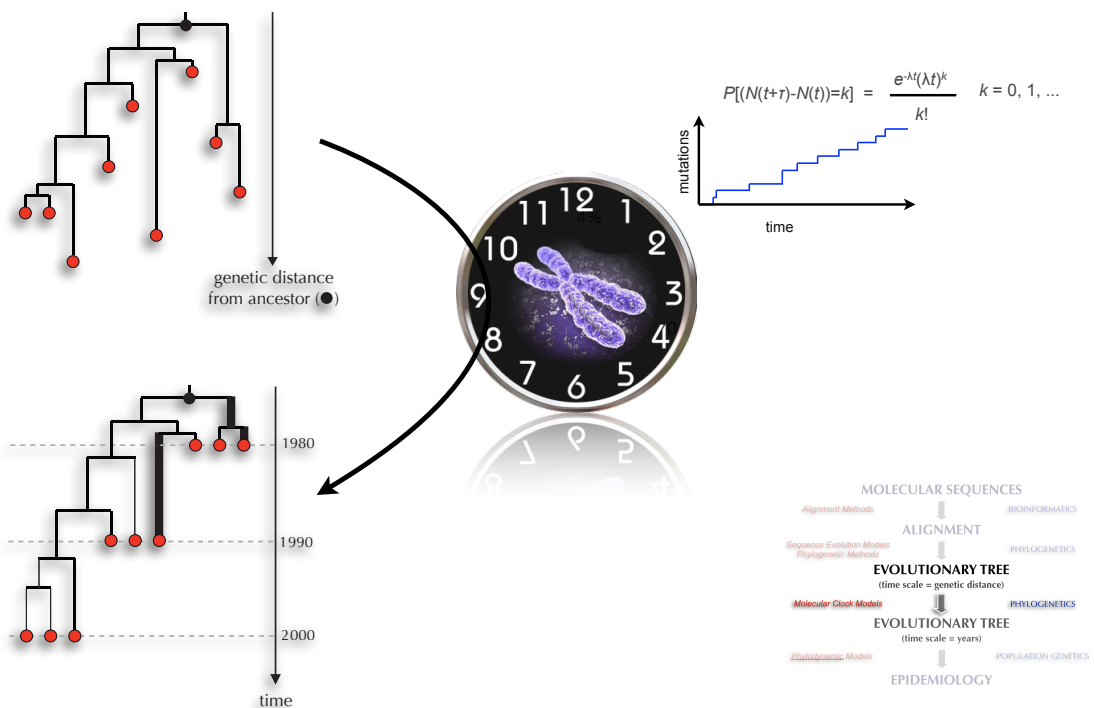 genetic distance
from ancestor (●)
P[(N(t+τ)-N(t))=k] = e^-λt(λt)^k / k! k = 0, 1, ...
mutations
time
12
1
2
3
4
5
6
7
8
9
10
11
4%
1980
1990
2000
time
MOLECULAR SEQUENCES
Alignment Methods
BIOINFORMATICS
ALIGNMENT
Sequence Evolution Models
Phylogenetic Methods
PHYLOGENETICS
EVOLUTIONARY TREE
(time scale = genetic distance)
Molecular Clock Models
PHYLOGENETICS
EVOLUTIONARY TREE
(time scale = years)
Phylodynamic Models
POPULATION GENETICS
EPIDEMIOLOGY